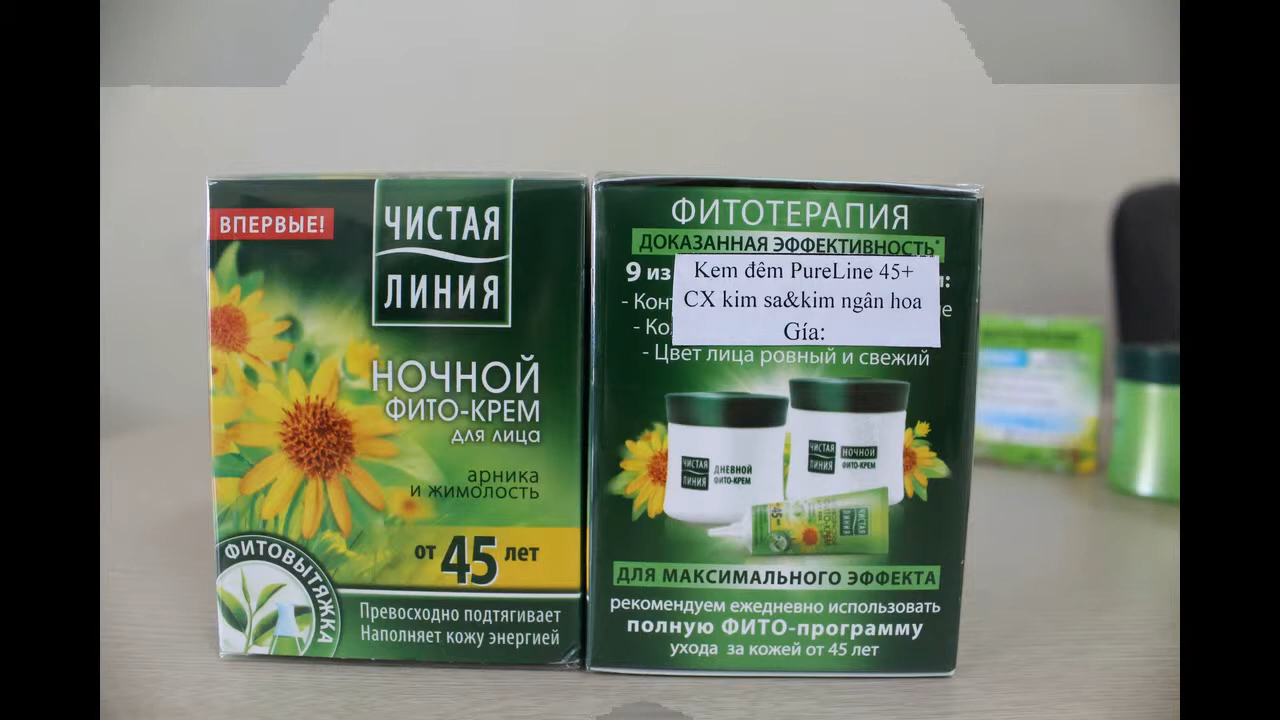 ВПЕРВЫЕ!
ЧИСТАЯ
ЛИНИЯ
НОЧНОЙ
ФИТО-КРЕМ
для лица
арника
и жимолость
от 45 лет
ФИТОВЫТЯЖКА
Превосходно подтягивает
Наполняет кожу энергией
ФИТОТЕРАПИЯ
ДОКАЗАННАЯ ЭФФЕКТИВНОСТЬ*
9 из
Kem đêm PureLine 45+
CX kim sa&kim ngân hoa
Gía:
- Цвет лица ровный и свежий
ЧИСТАЯ
ЛИНИЯ
ДНЕВНОЙ
ФИТО-КРЕМ
ЧИСТАЯ
ЛИНИЯ
НОЧНОЙ
ФИТО-КРЕМ
45
ЧИСТАЯ
ЛИНИЯ
ДЛЯ МАКСИМАЛЬНОГО ЭФФЕКТА
рекомендуем ежедневно использовать
полную ФИТО-программу
ухода за кожей от 45 лет